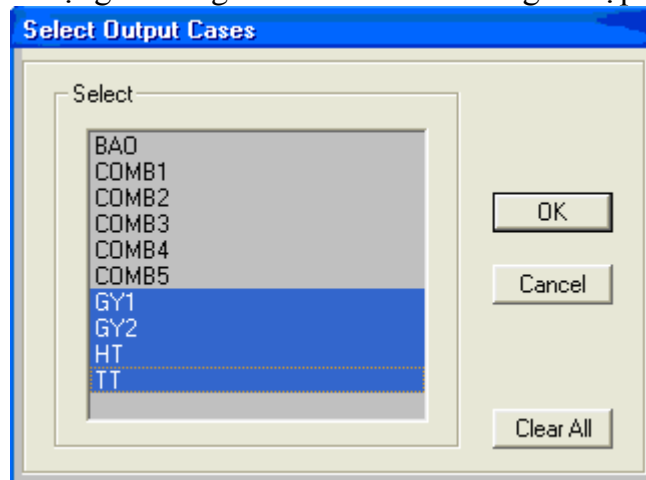 Select Output Cases
Select
BAO
COMB1
COMB2
COMB3
COMB4
COMB5
GY1
GY2
HT
TT
OK
Cancel
Clear All